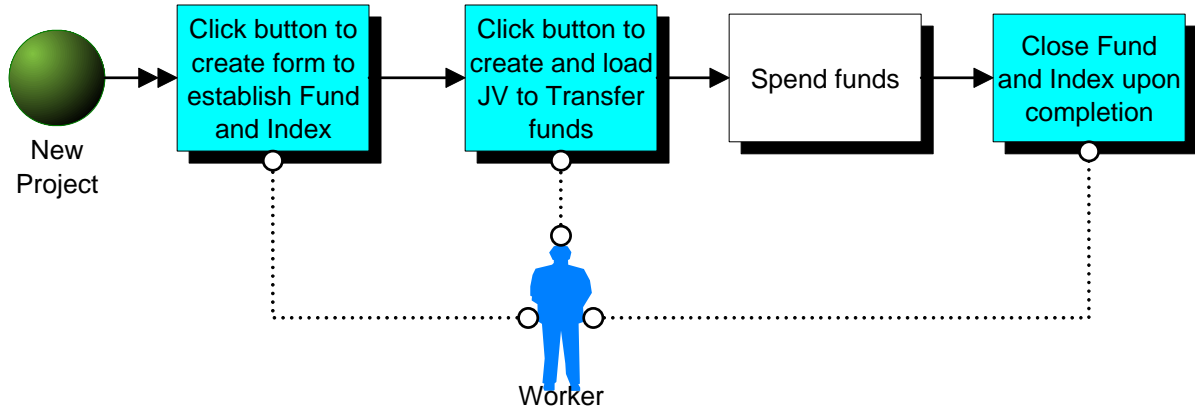 Click button to
create form to
establish Fund
and Index
Click button to
create and load
JV to Transfer
funds
Spend funds
Close Fund
and Index upon
completion
New
Project
Worker